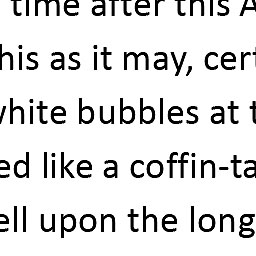 time after this A
his as it may, cert
white bubbles at t
ed like a coffin-ta
ell upon the long